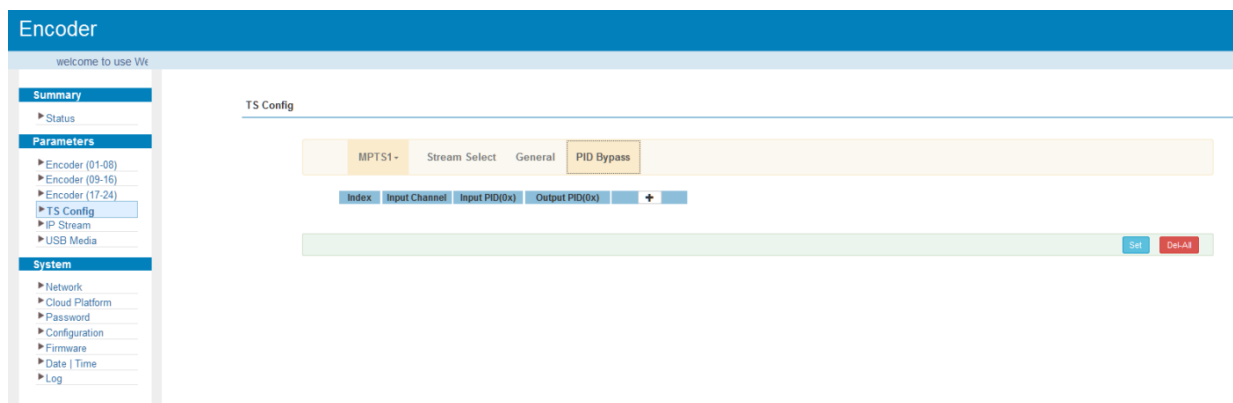 Encoder
welcome to use We
Summary
Status
Parameters
Encoder (01-08)
Encoder (09-16)
Encoder (17-24)
TS Config
IP Stream
USB Media
System
Network
Cloud Platform
Password
Configuration
Firmware
Date | Time
Log
TS Config
MPTS1 Stream Select General PID Bypass
Index Input Channel Input PID(0x) Output PID(0x) +
Set Del-All